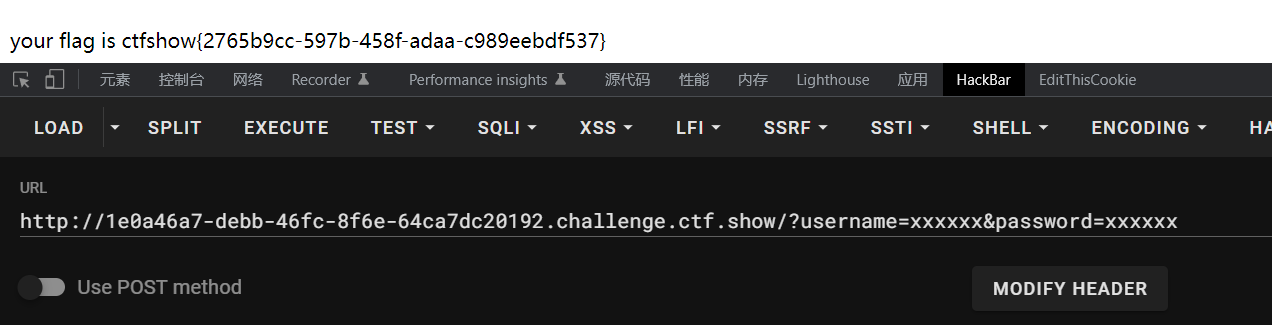 your flag is ctfshow{2765b9cc-597b-458f-adaa-c989eebdf537}
元素 控制台 网络 Recorder Performance insights 源代码 性能 内存 Lighthouse 应用 HackBar EditThisCookie
LOAD SPLIT EXECUTE TEST SQLI XSS LFI SSRF SSTI SHELL ENCODING HA
URL
http://1e0a46a7-debb-46fc-8f6e-64ca7dc20192.challenge.ctf.show/?username=xxxxxx&password=xxxxxx
Use POST method MODIFY HEADER